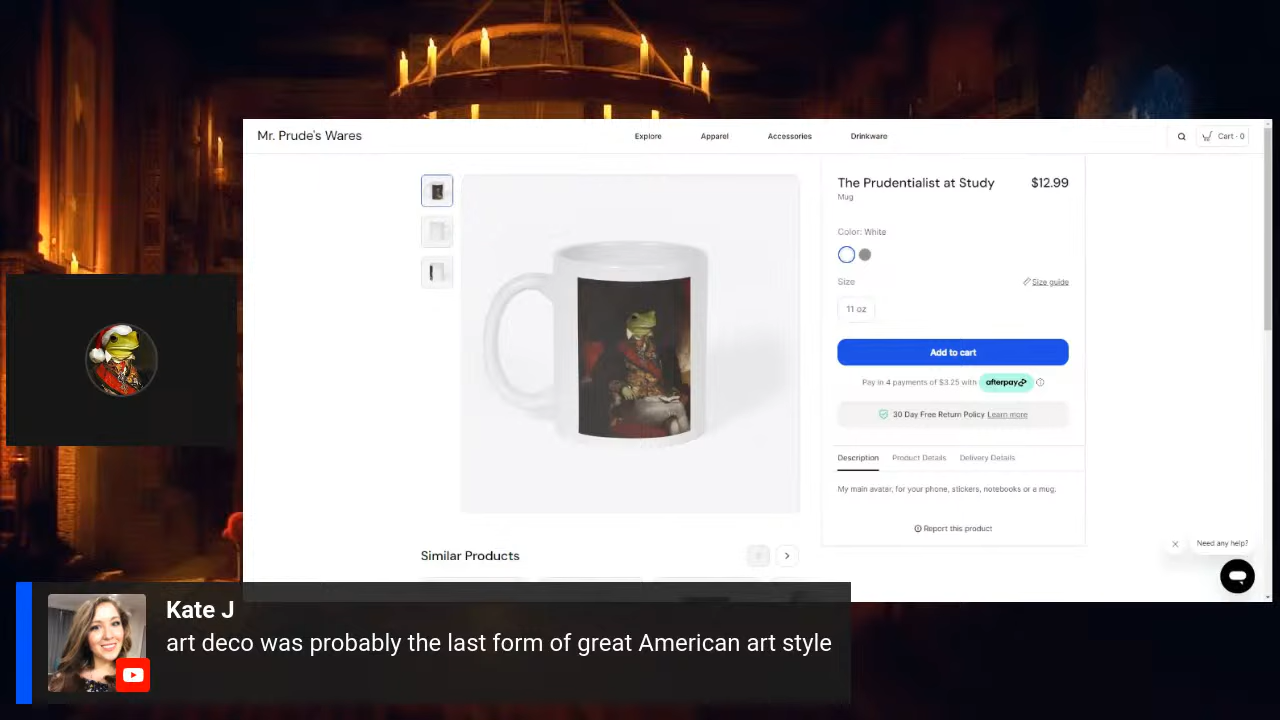 Mr. Prude's Wares
Explore
Apparel
Accessories
Drinkware
Cart · 0
The Prudentialist at Study
$12.99
Mug
Color: White
Size
Size guide
11 oz
Add to cart
Pay in 4 payments of $3.25 with afterpay
30 Day Free Return Policy Learn more
Description
Product Details
Delivery Details
My main avatar, for your phone, stickers, notebooks or a mug.
Report this product
Similar Products
Need any help?
Kate J
art deco was probably the last form of great American art style